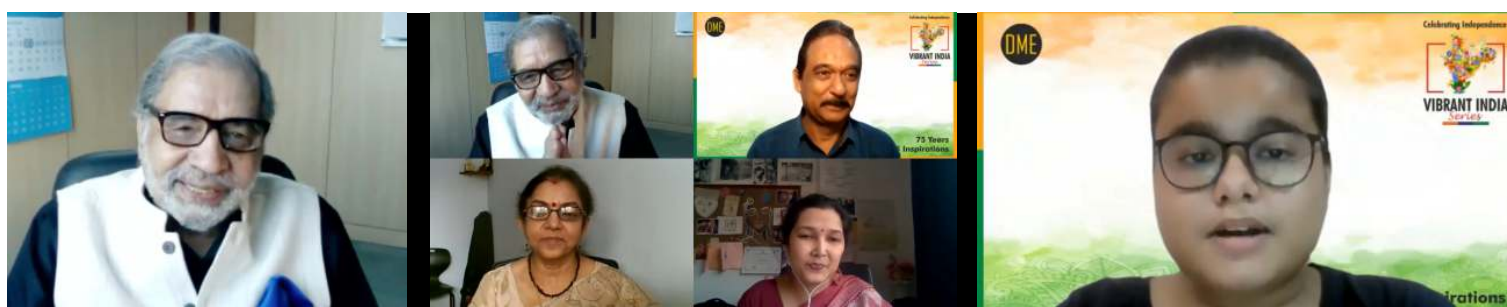 DME
Celebrating Independence
VIBRANT INDIA
Series
75 Years
Inspirations
DME
Celebrating Independence
VIBRANT INDIA
Series
irations